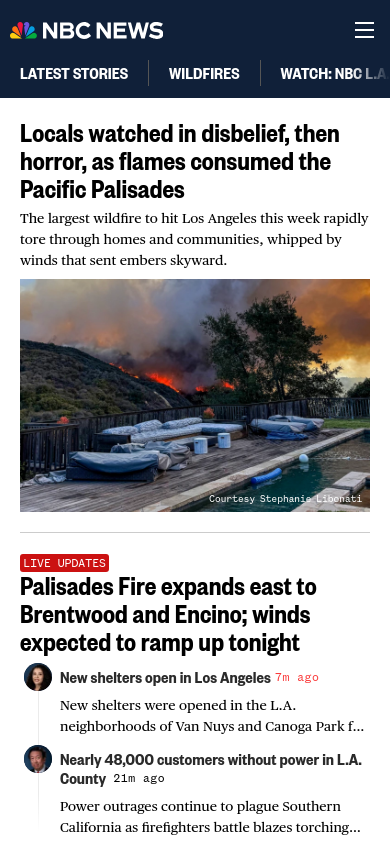 NBC NEWS
LATEST STORIES
WILDFIRES
WATCH: NBC L.A
Locals watched in disbelief, then
horror, as flames consumed the
Pacific Palisades
The largest wildfire to hit Los Angeles this week rapidly
tore through homes and communities, whipped by
winds that sent embers skyward.
Courtesy Stephanie Libonati
LIVE UPDATES
Palisades Fire expands east to
Brentwood and Encino; winds
expected to ramp up tonight
New shelters open in Los Angeles 7m ago
New shelters were opened in the L.A.
neighborhoods of Van Nuys and Canoga Park f...
Nearly 48,000 customers without power in L.A.
County 21m ago
Power outrages continue to plague Southern
California as firefighters battle blazes torching...